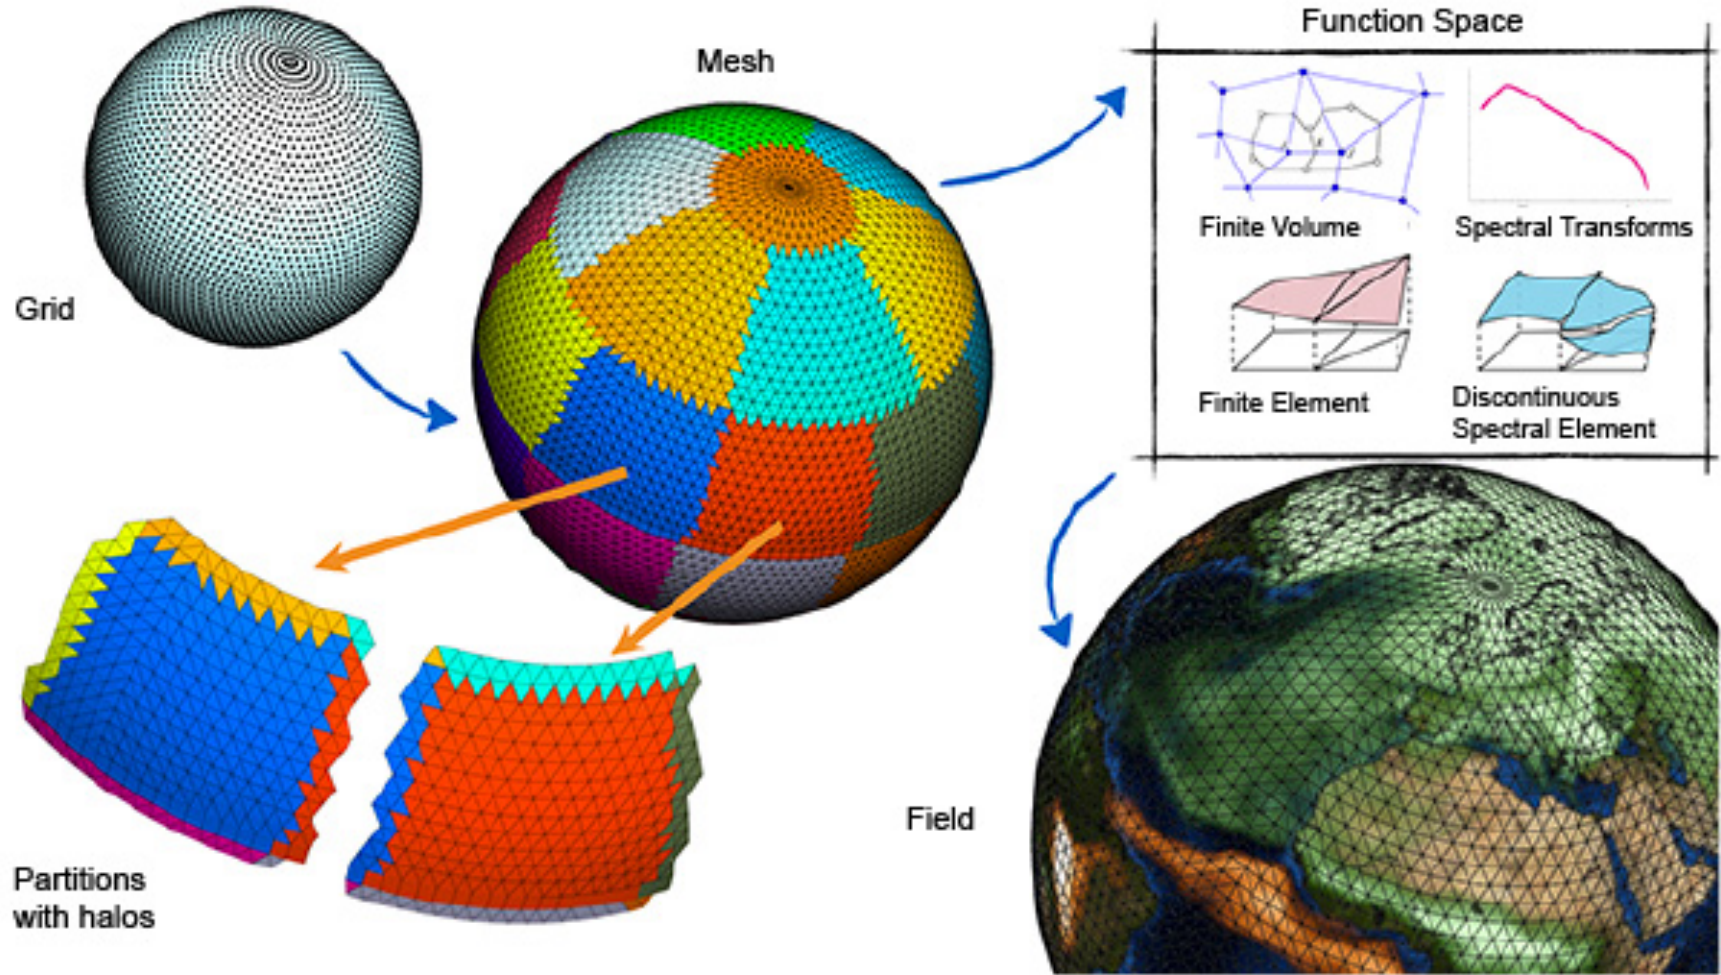 Function Space
Mesh
Finite Volume
Spectral Transforms
Grid
Finite Element
Discontinuous
Spectral Element
Field
Partitions
with halos